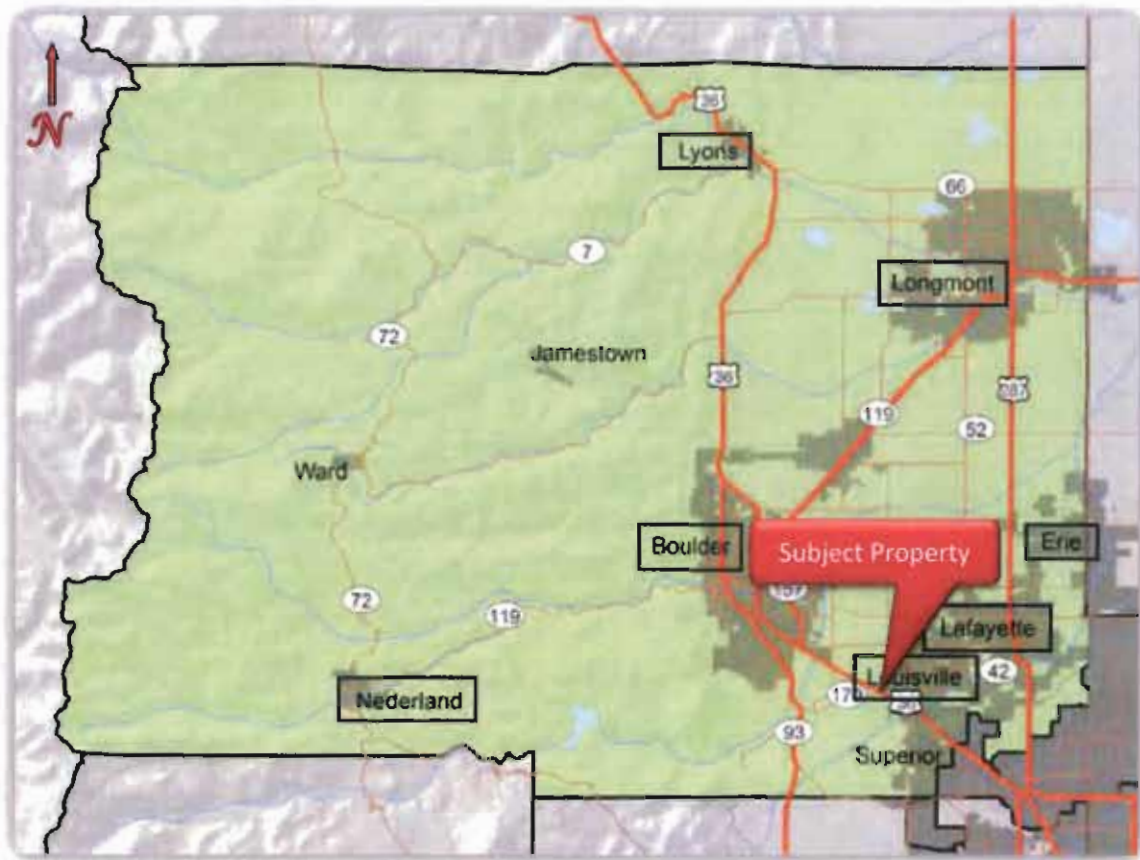 N
36
Lyons
66
7
Longmont
72
Jamestown
36
287
119
52
Ward
Boulder
Subject Property
Erie
157
72
119
Lafayette
Louisville
42
Nederland
170
36
93
Superior